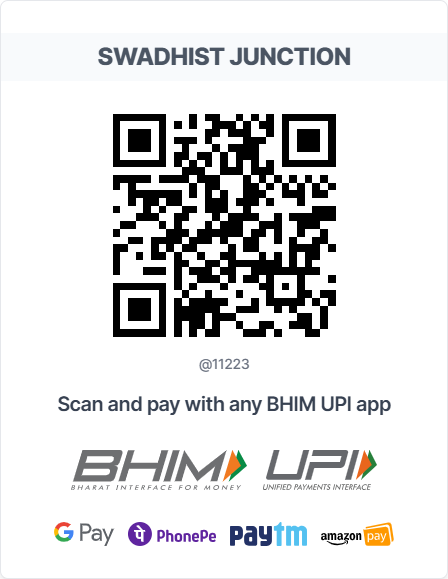 SWADHIST JUNCTION
@11223
Scan and pay with any BHIM UPI app
BHIM UPI
BHARAT INTERFACE FOR MONEY UNIFIED PAYMENTS INTERFACE
G Pay PhonePe paytm amazon pay